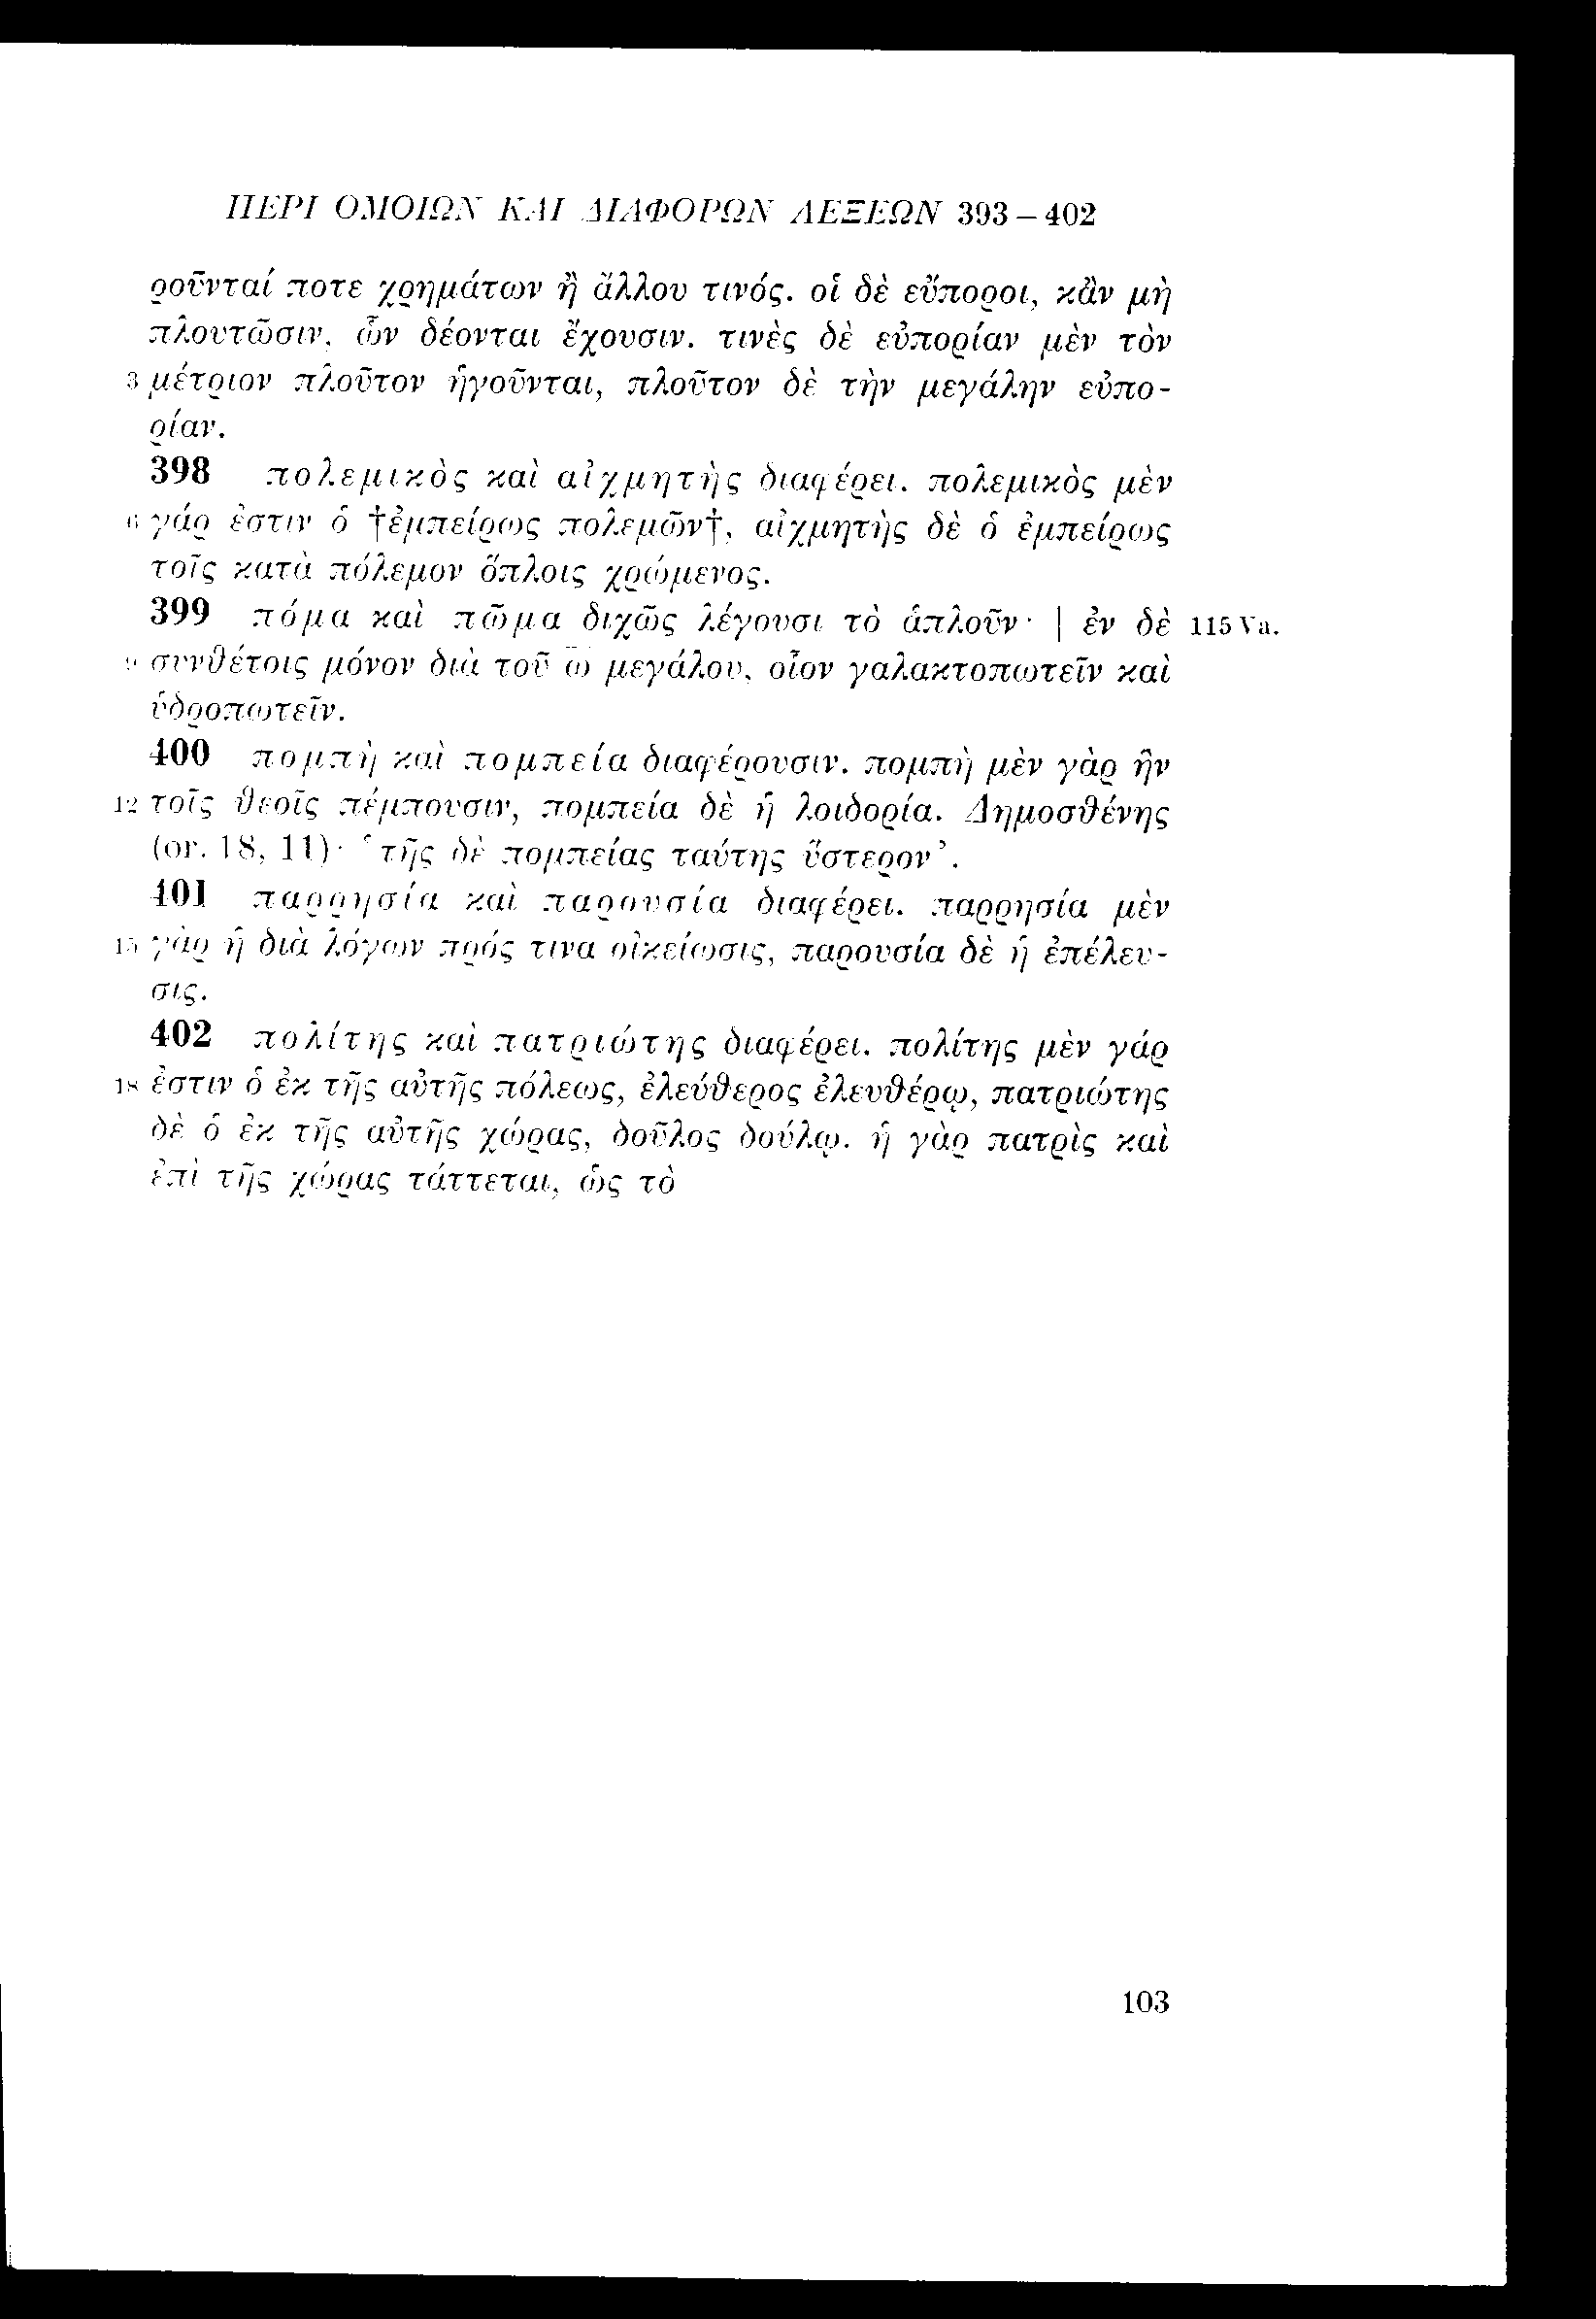 ΠΕΡΙ ΟΜΟΙΩΝ ΚΑΙ ΔΙΑΦΟΡΩΝ ΛΕΞΕΩΝ 393 – 402
ροῦνταί ποτε χρημάτων ἢ ἄλλου τινός. οἱ δὲ εὔποροι, κἂν μὴ
πλουτῶσιν, ὧν δέονται ἔχουσιν. τινὲς δὲ εὐπορίαν μὲν τὸν
3 μέτριον πλοῦτον ἡγοῦνται, πλοῦτον δὲ τὴν μεγάλην εὐπο-
ρίαν.
398 πολεμικὸς καὶ αἰχμητὴς διαφέρει. πολεμικὸς μὲν
6 γάρ ἐστιν ὁ †ἐμπείρως πολεμῶν†, αἰχμητὴς δὲ ὁ ἐμπείρως
τοῖς κατὰ πόλεμον ὅπλοις χρώμενος.
399 πόμα καὶ πῶμα διχῶς λέγουσι τὸ ἁπλοῦν· | ἐν δὲ 115 Va.
9 συνθέτοις μόνον διὰ τοῦ ω̄ μεγάλου, οἷον γαλακτοπωτεῖν καὶ
ὑδροπωτεῖν.
400 πομπὴ καὶ πομπεία διαφέρουσιν. πομπὴ μὲν γὰρ ἣν
12 τοῖς θεοῖς πέμπουσιν, πομπεία δὲ ἡ λοιδορία. Δημοσθένης
(or. 18, 11)· ‘τῆς δὲ πομπείας ταύτης ὕστερον’.
401 παρρησία καὶ παρουσία διαφέρει. παρρησία μὲν
15 γὰρ ἡ διὰ λόγων πρός τινα οἰκείωσις, παρουσία δὲ ἡ ἐπέλευ-
σις.
402 πολίτης καὶ πατριώτης διαφέρει. πολίτης μὲν γάρ
18 ἐστιν ὁ ἐκ τῆς αὐτῆς πόλεως, ἐλεύθερος ἐλευθέρῳ, πατριώτης
δὲ ὁ ἐκ τῆς αὐτῆς χώρας, δοῦλος δούλῳ. ἡ γὰρ πατρὶς καὶ
ἐπὶ τῆς χώρας τάττεται, ὡς τὸ
103